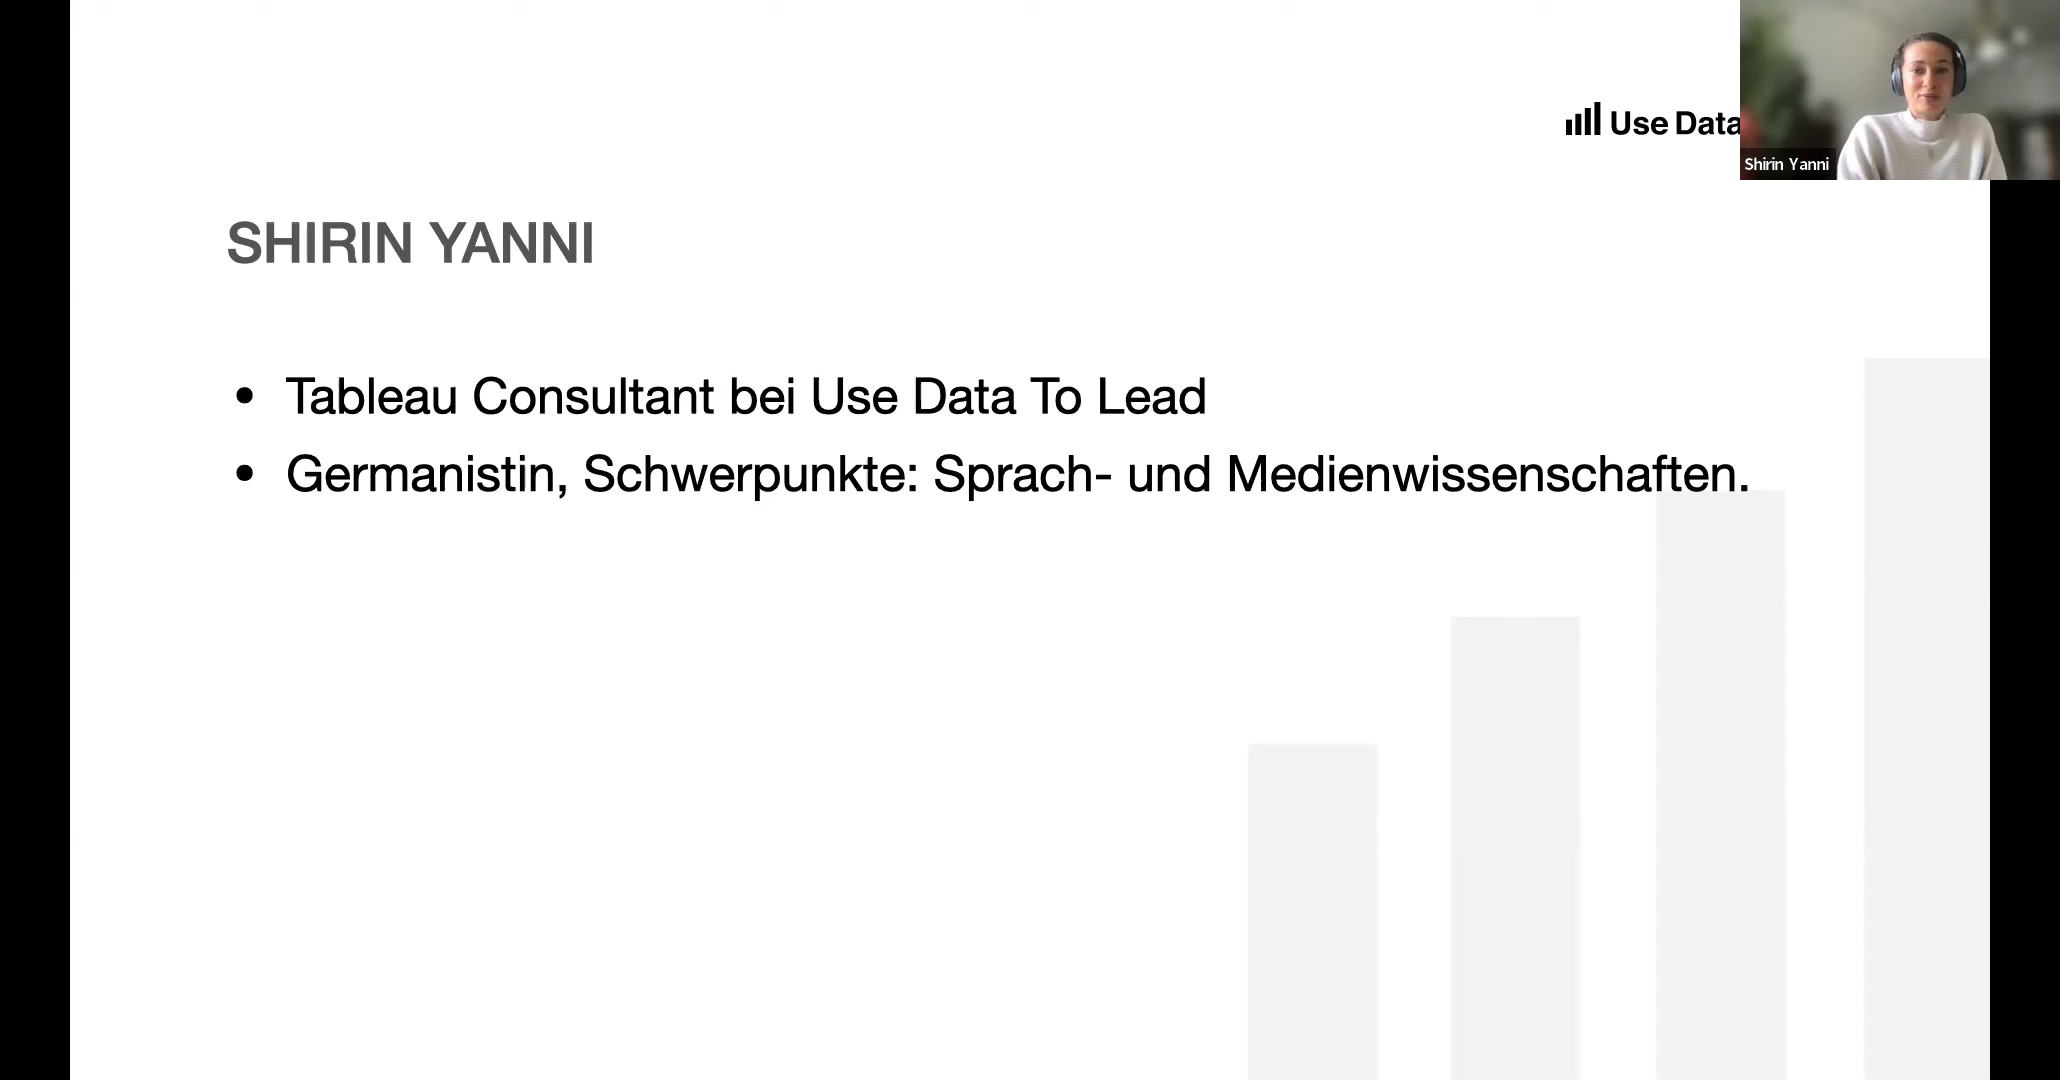 Use Data
Shirin Yanni
SHIRIN YANNI
• Tableau Consultant bei Use Data To Lead
• Germanistin, Schwerpunkte: Sprach- und Medienwissenschaften.